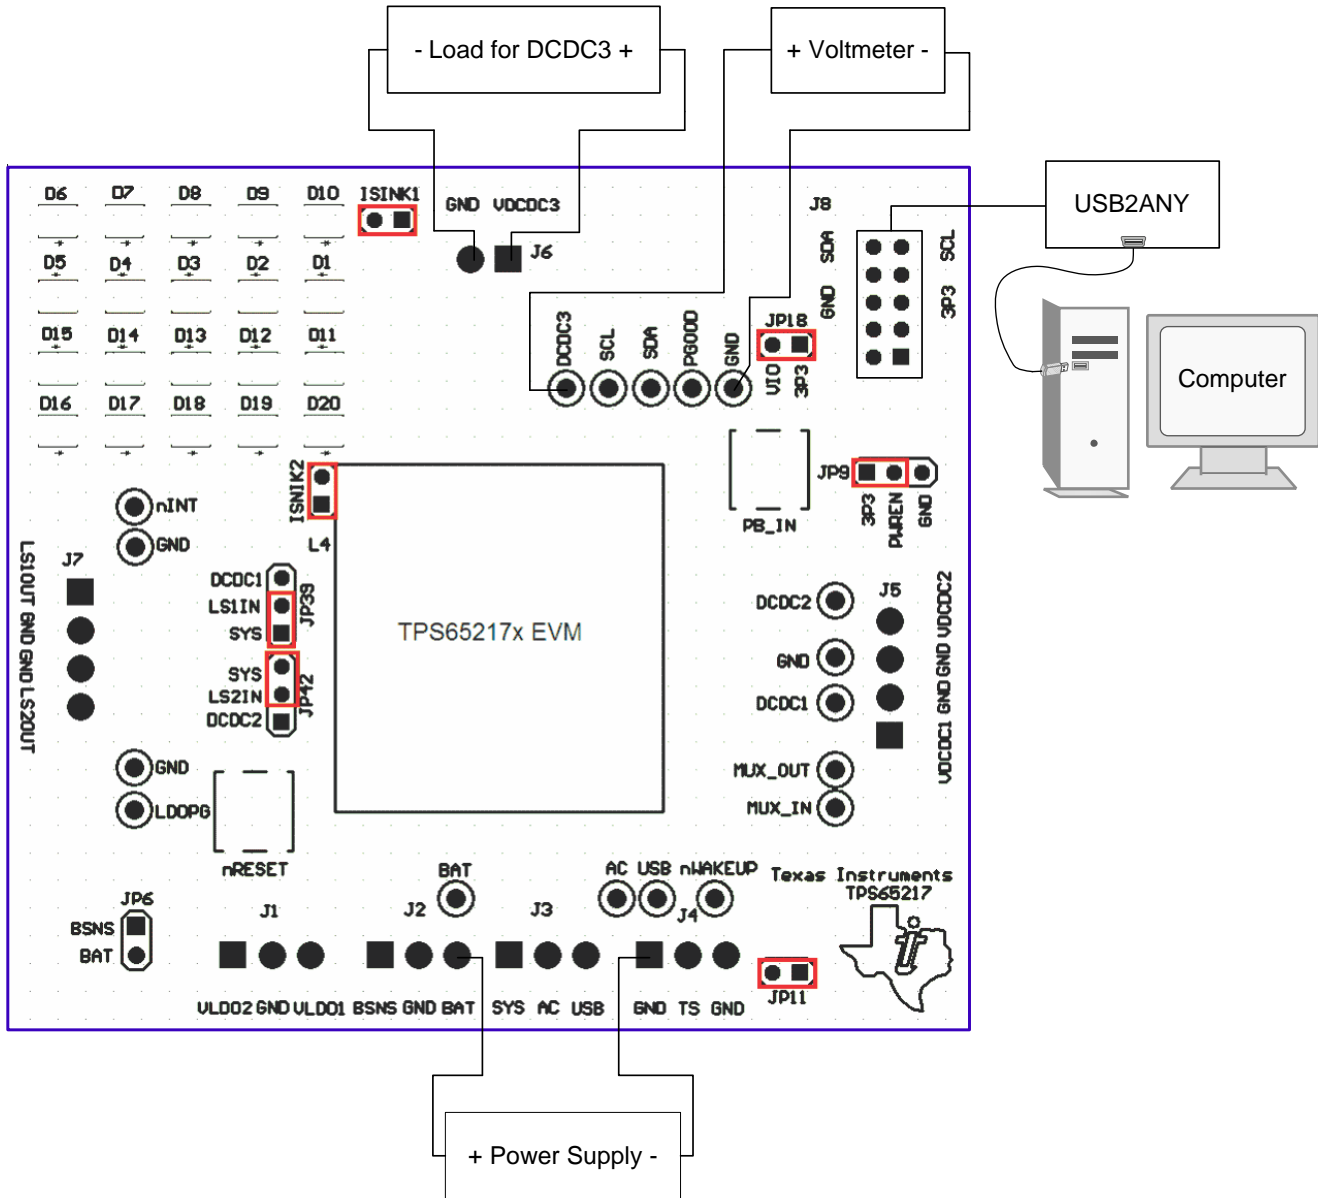 - Load for DCDC3 +
+ Voltmeter -
USB2ANY
Computer
D6 D7 D8 D9 D10
ISINK1
GND VDCDC3
J6
J8
SDA SCL
GND 3P3
D5 D4 D3 D2 D1
D15 D14 D13 D12 D11
D16 D17 D18 D19 D20
DCDC3
SCL
SDA
PGOOD
GND
JP18
VIO
3P3
ISNIK2
L4
PB_IN
JP9
3P3
PWREN
GND
nINT
GND
J7
LS1OUT GND GND LS2OUT
DCDC1
LS1IN
SYS
JP39
SYS
LS2IN
DCDC2
JP42
TPS65217x EVM
DCDC2
GND
DCDC1
J5
VDCDC1 GND GND VDCDC2
MUX_OUT
MUX_IN
GND
LDOPG
nRESET
BAT
AC USB nWAKEUP
Texas Instruments
TPS65217
JP6
BSNS
BAT
J1
J2
J3
J4
JP11
VLDO2 GND VLDO1
BSNS GND BAT
SYS AC USB
GND TS GND
+ Power Supply -